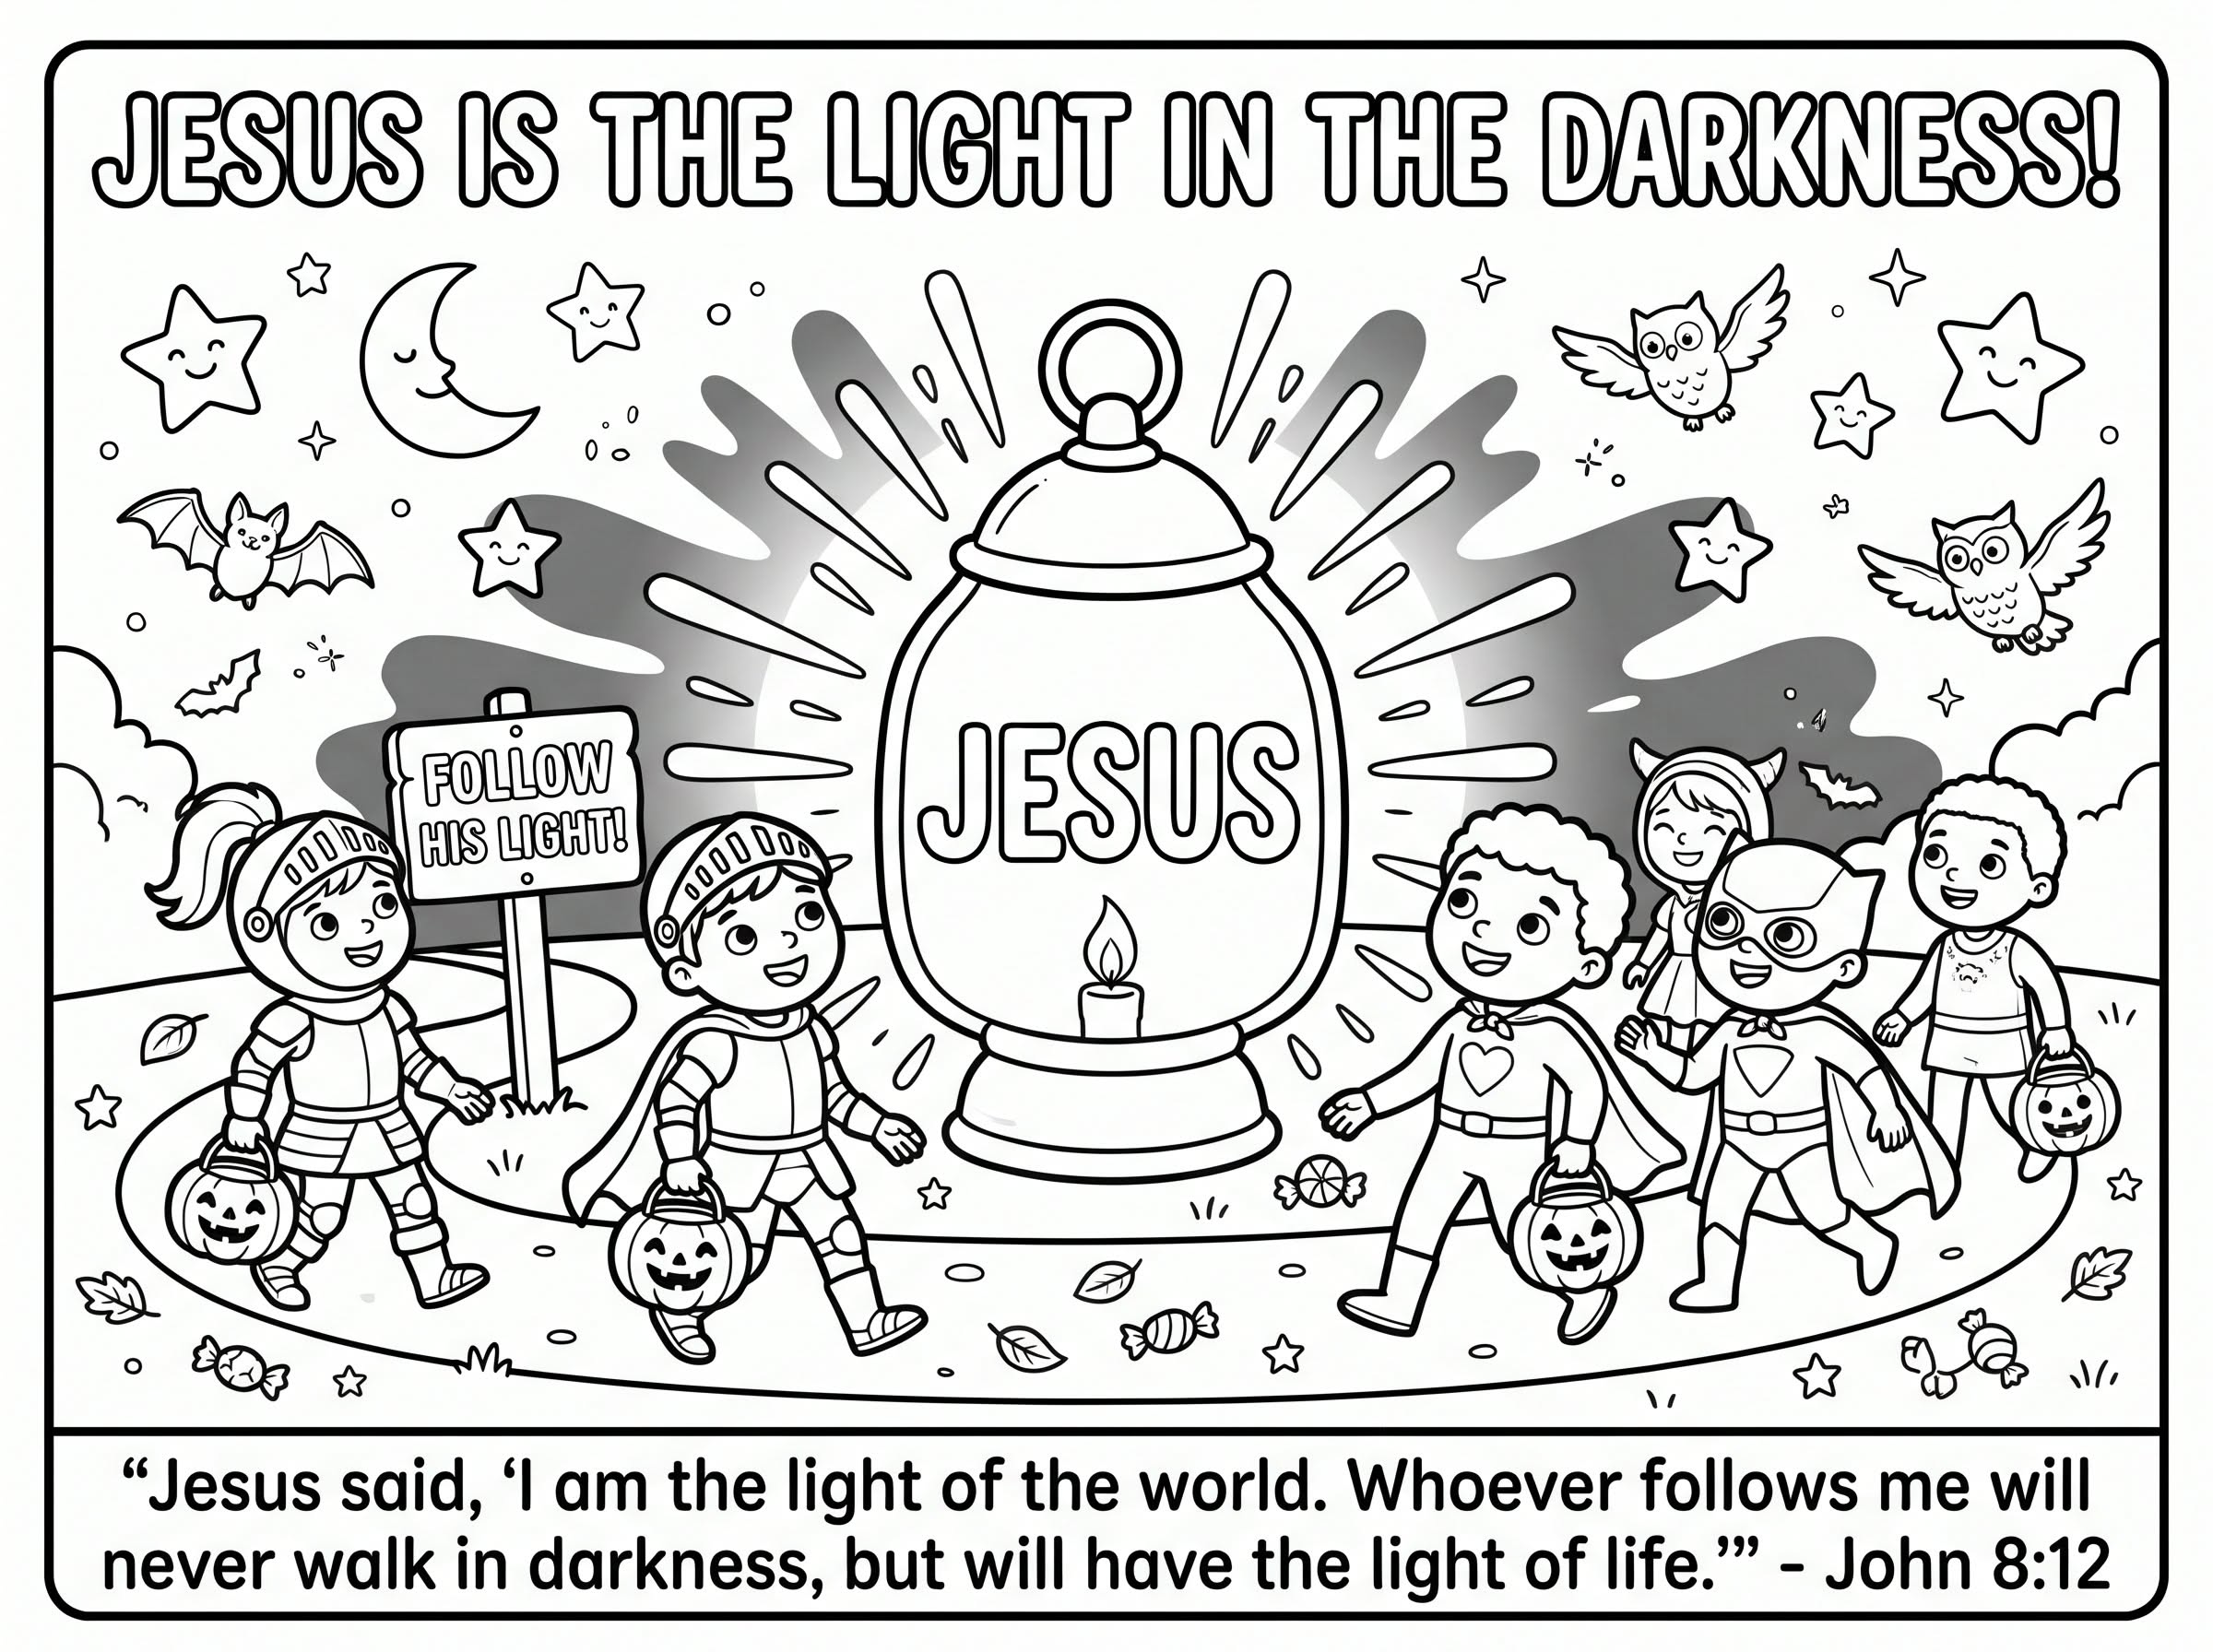 JESUS IS THE LIGHT IN THE DARKNESS!
FOLLOW
HIS LIGHT!
JESUS
“Jesus said, ‘I am the light of the world. Whoever follows me will
never walk in darkness, but will have the light of life.’” – John 8:12